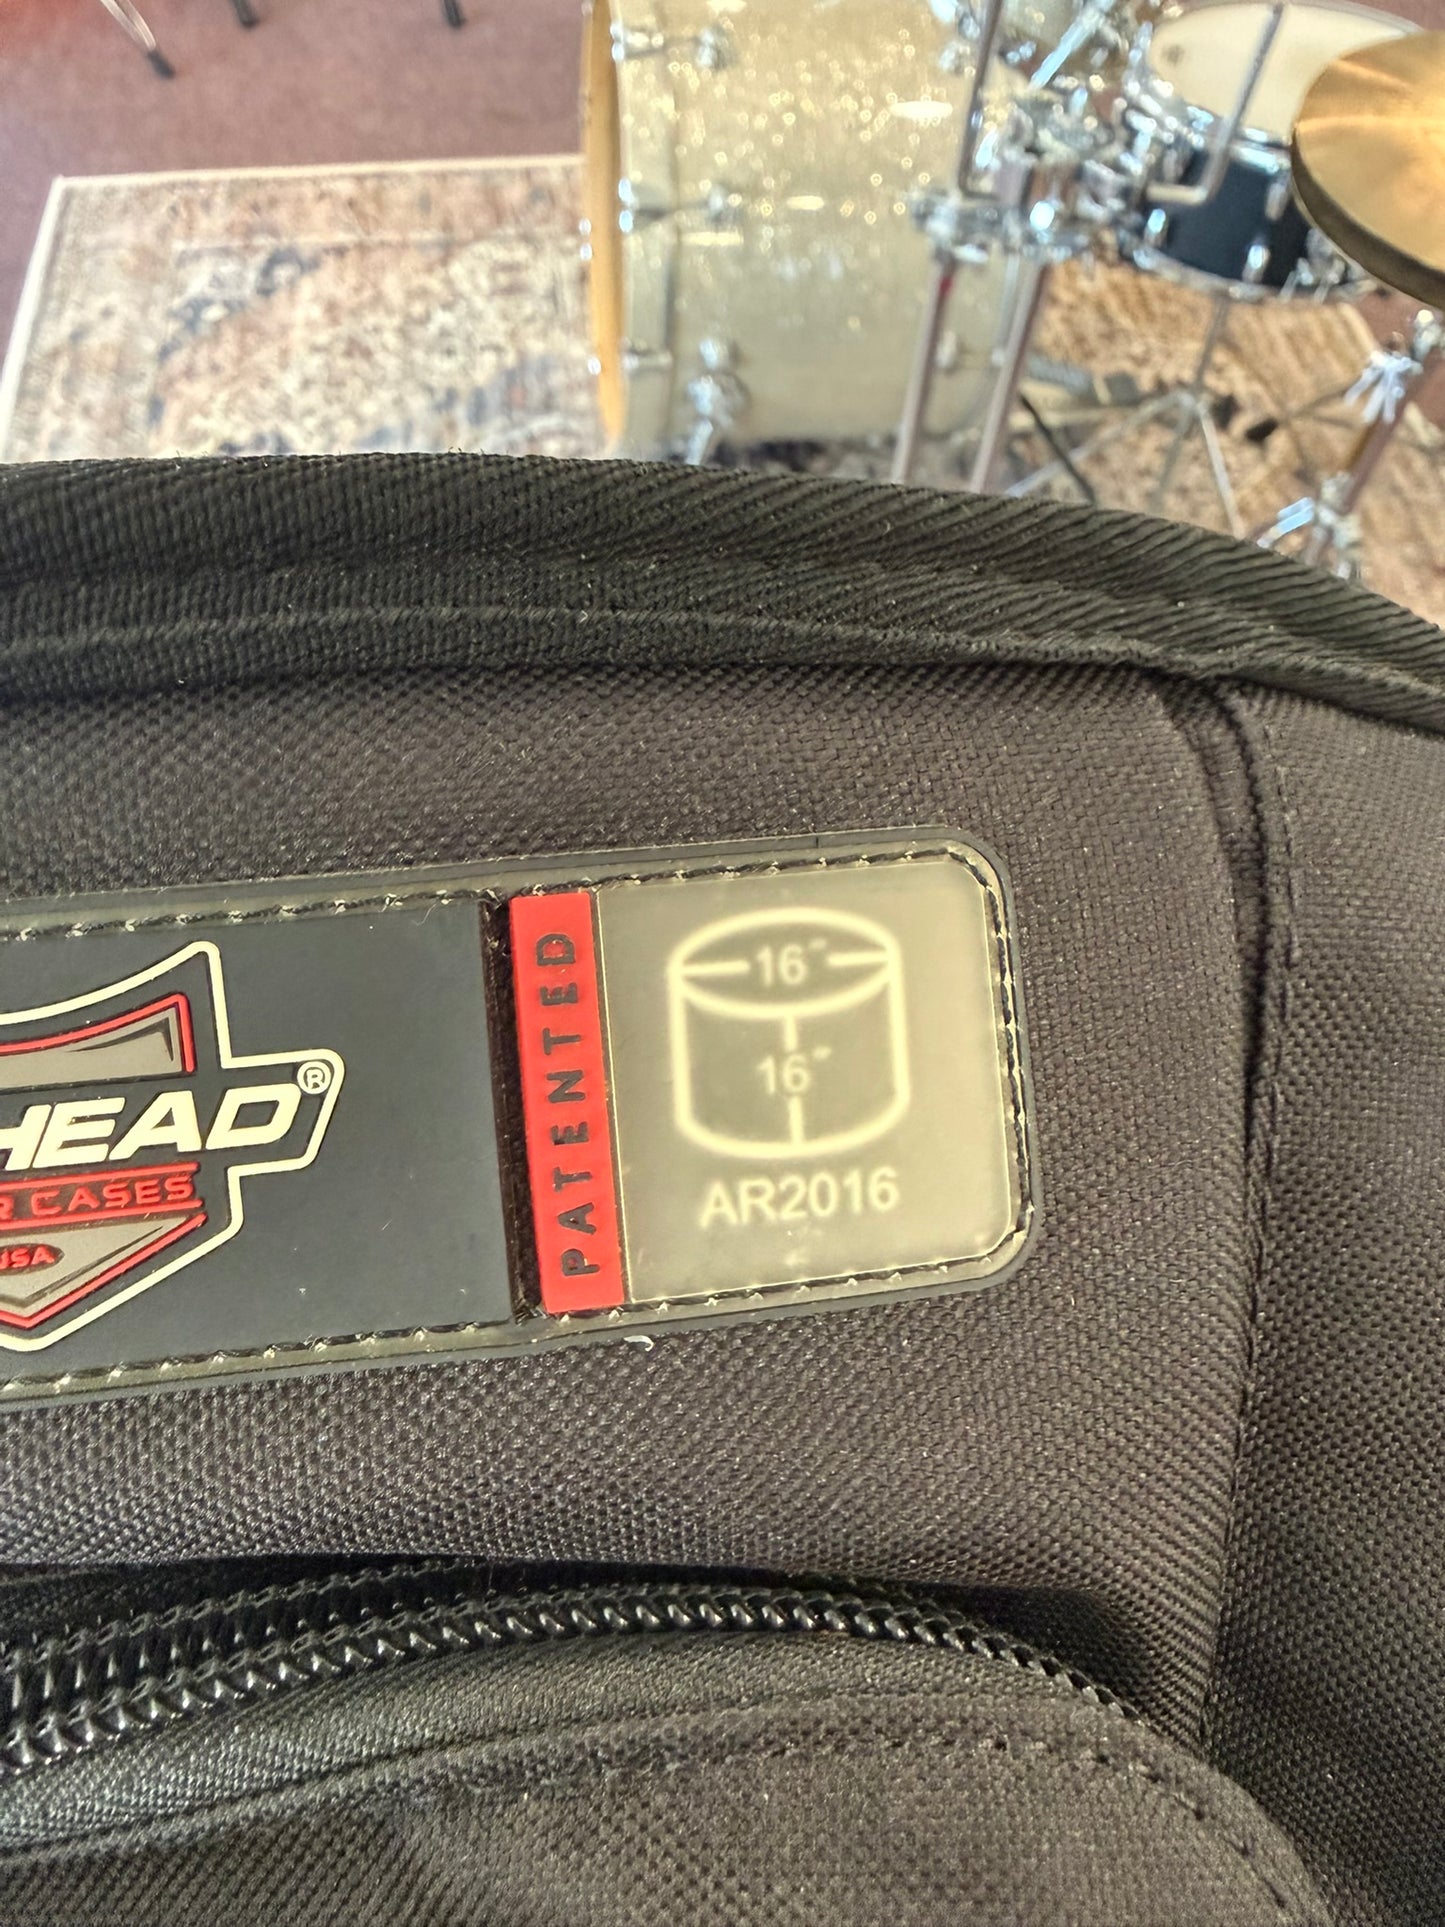 HEAD®
R CASES
USA
PATENTED
16″
16″
AR2016